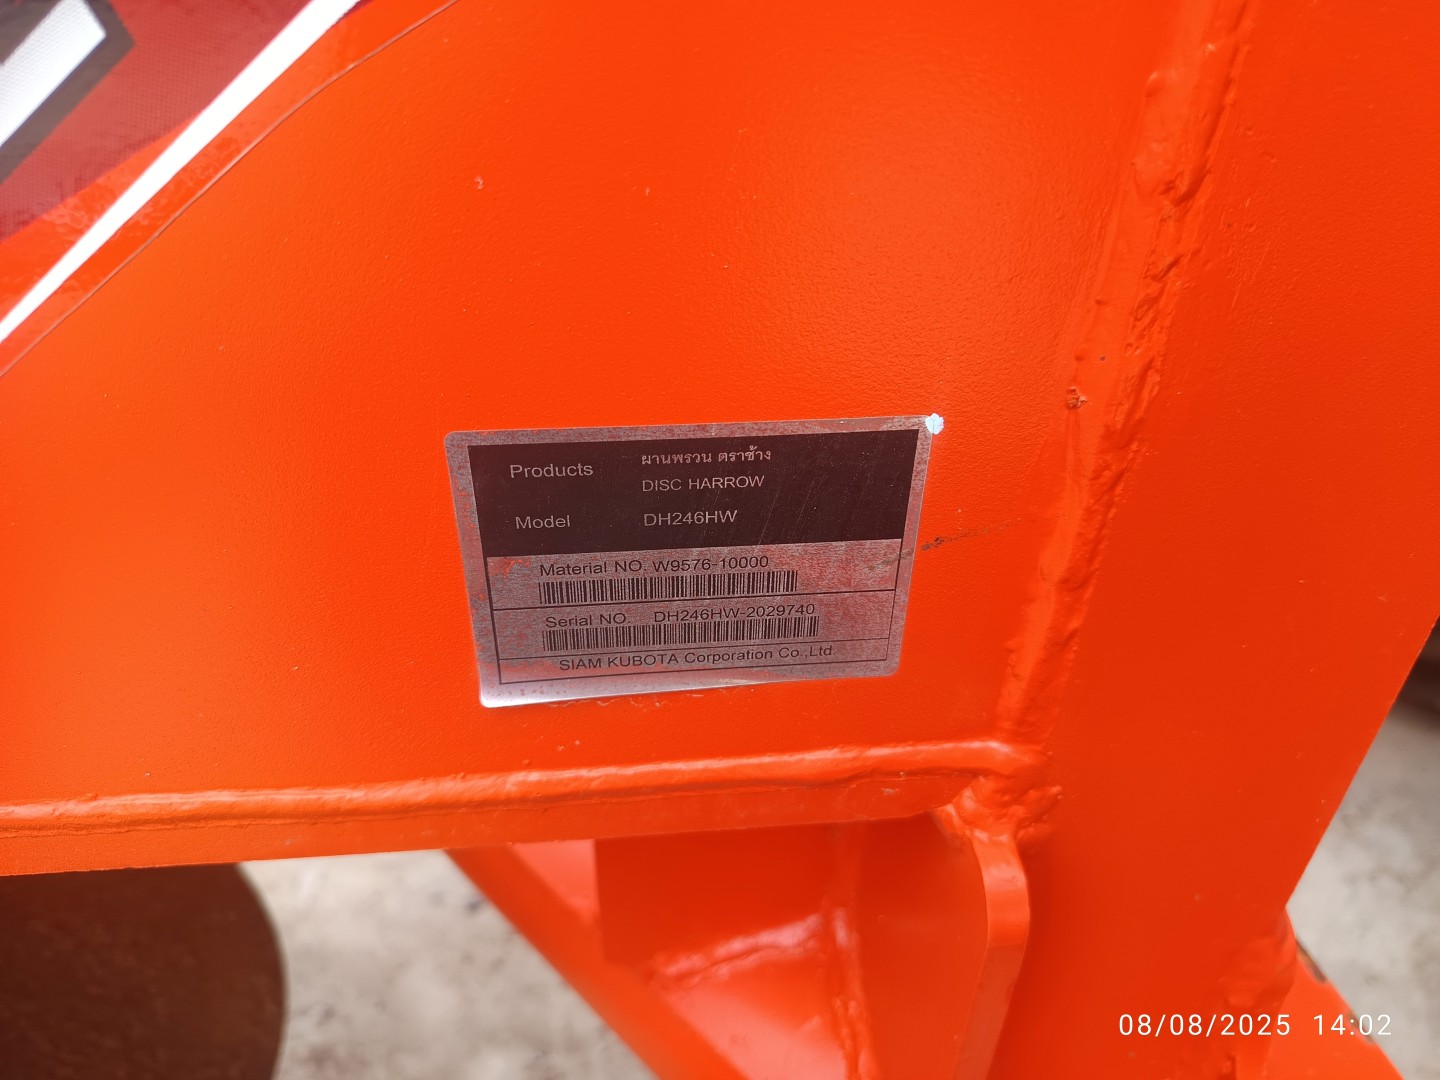 Products ผานพรวน ตราช้าง
DISC HARROW
Model DH246HW
Material NO. W9576-10000
Serial NO. DH246HW-2029740
SIAM KUBOTA Corporation Co.,Ltd.
08/08/2025 14:02